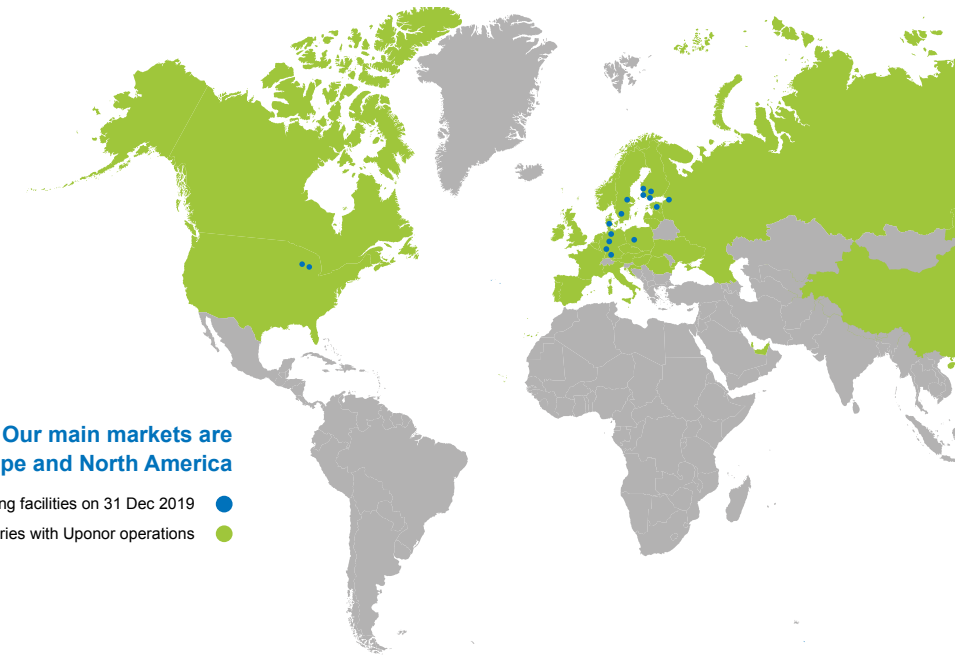 Our main markets are
pe and North America
ng facilities on 31 Dec 2019
ries with Uponor operations